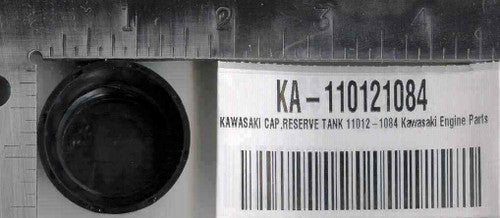 1 2 3 4
KA-110121084
KAWASAKI CAP,RESERVE TANK 11012-1084 Kawasaki Engine Parts